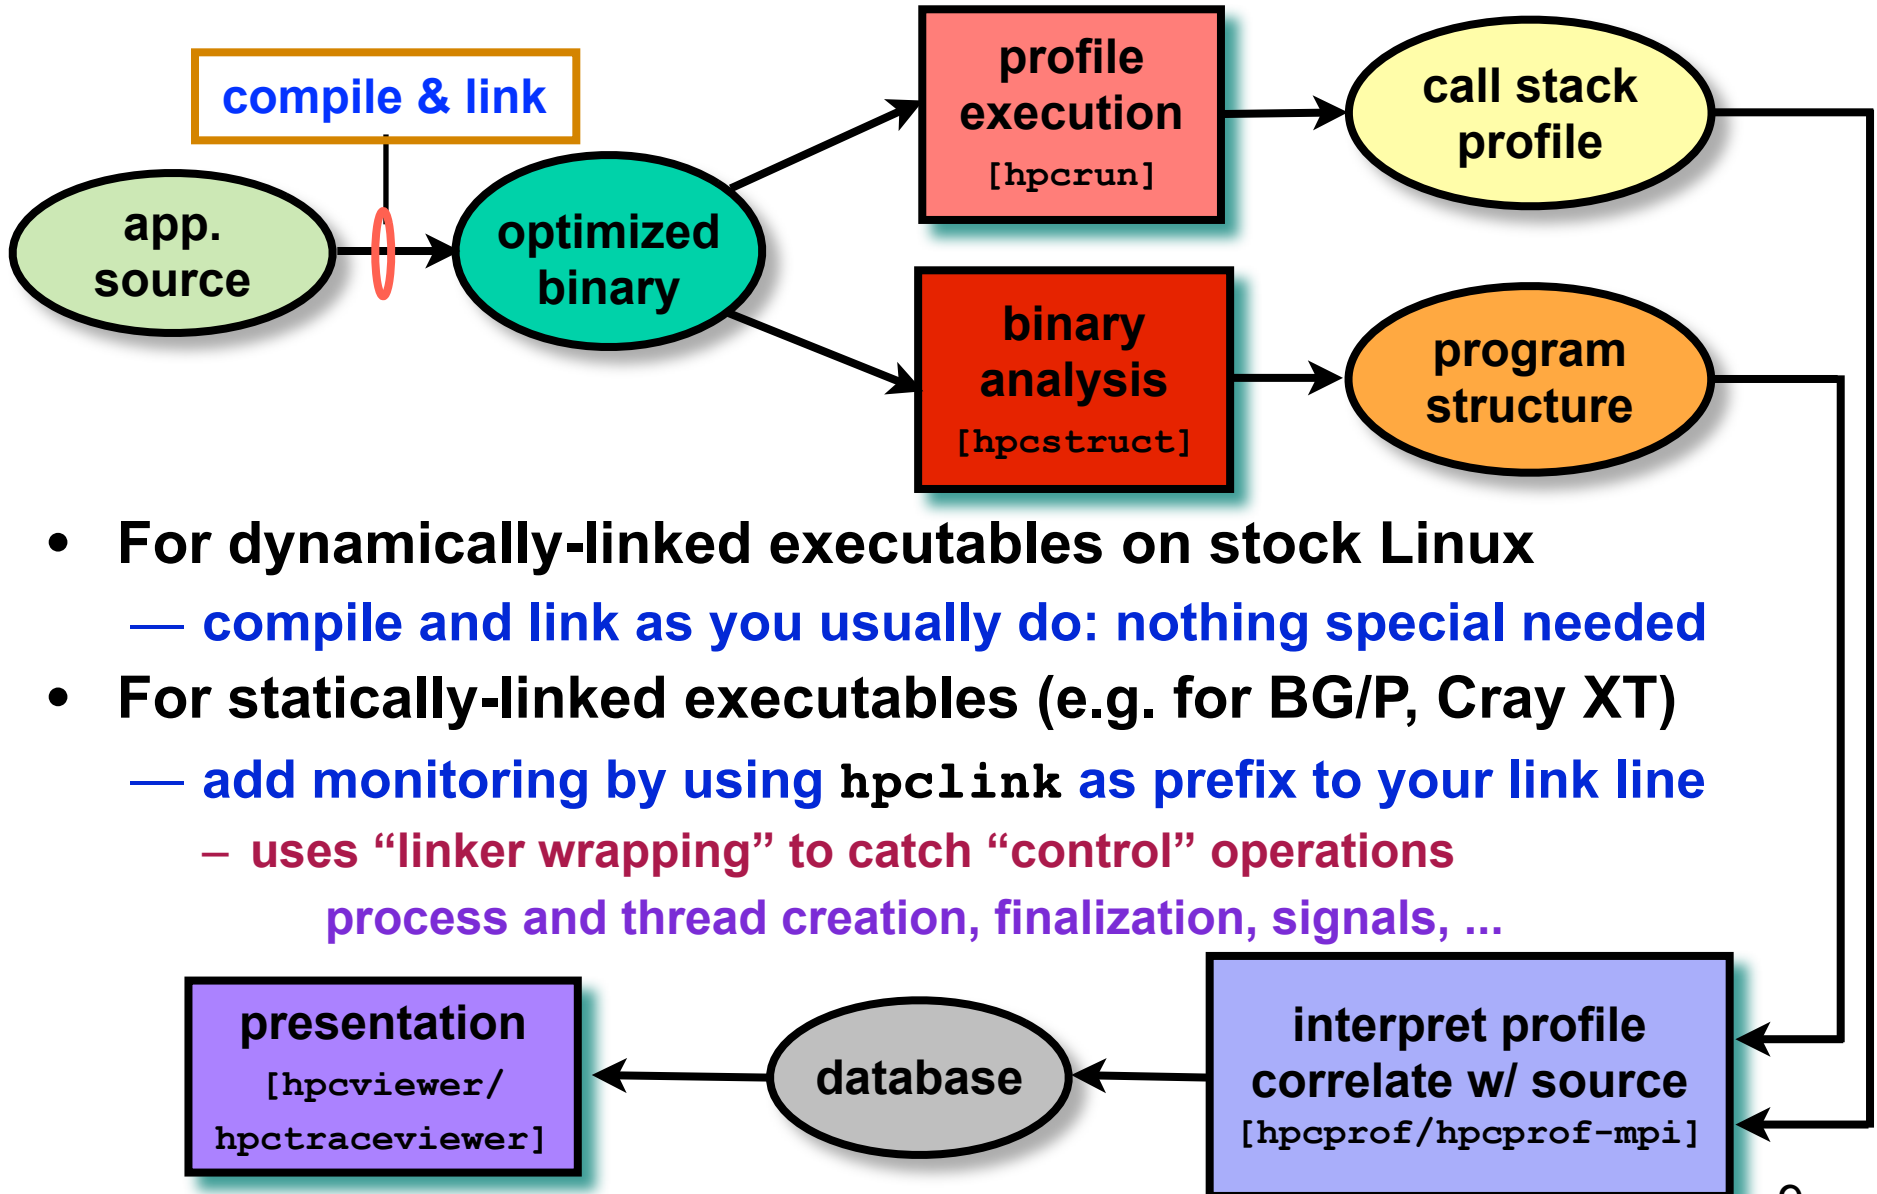 compile & link
app.
source
optimized
binary
profile
execution
[hpcrun]
call stack
profile
binary
analysis
[hpcstruct]
program
structure
• For dynamically-linked executables on stock Linux
— compile and link as you usually do: nothing special needed
• For statically-linked executables (e.g. for BG/P, Cray XT)
— add monitoring by using hpclink as prefix to your link line
– uses “linker wrapping” to catch “control” operations
process and thread creation, finalization, signals, ...
presentation
[hpcviewer/
hpctraceviewer]
database
interpret profile
correlate w/ source
[hpcprof/hpcprof-mpi]